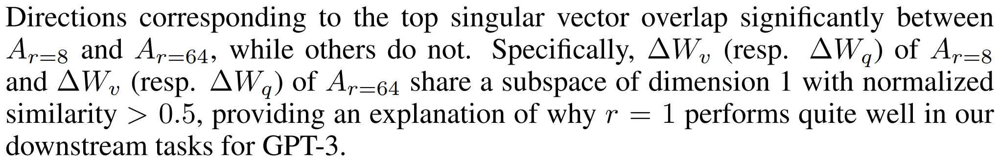 Directions corresponding to the top singular vector overlap significantly between
$A_{r=8}$ and $A_{r=64}$, while others do not. Specifically, $\Delta W_v$ (resp. $\Delta W_q$) of $A_{r=8}$
and $\Delta W_v$ (resp. $\Delta W_q$) of $A_{r=64}$ share a subspace of dimension 1 with normalized
similarity $> 0.5$, providing an explanation of why $r = 1$ performs quite well in our
downstream tasks for GPT-3.